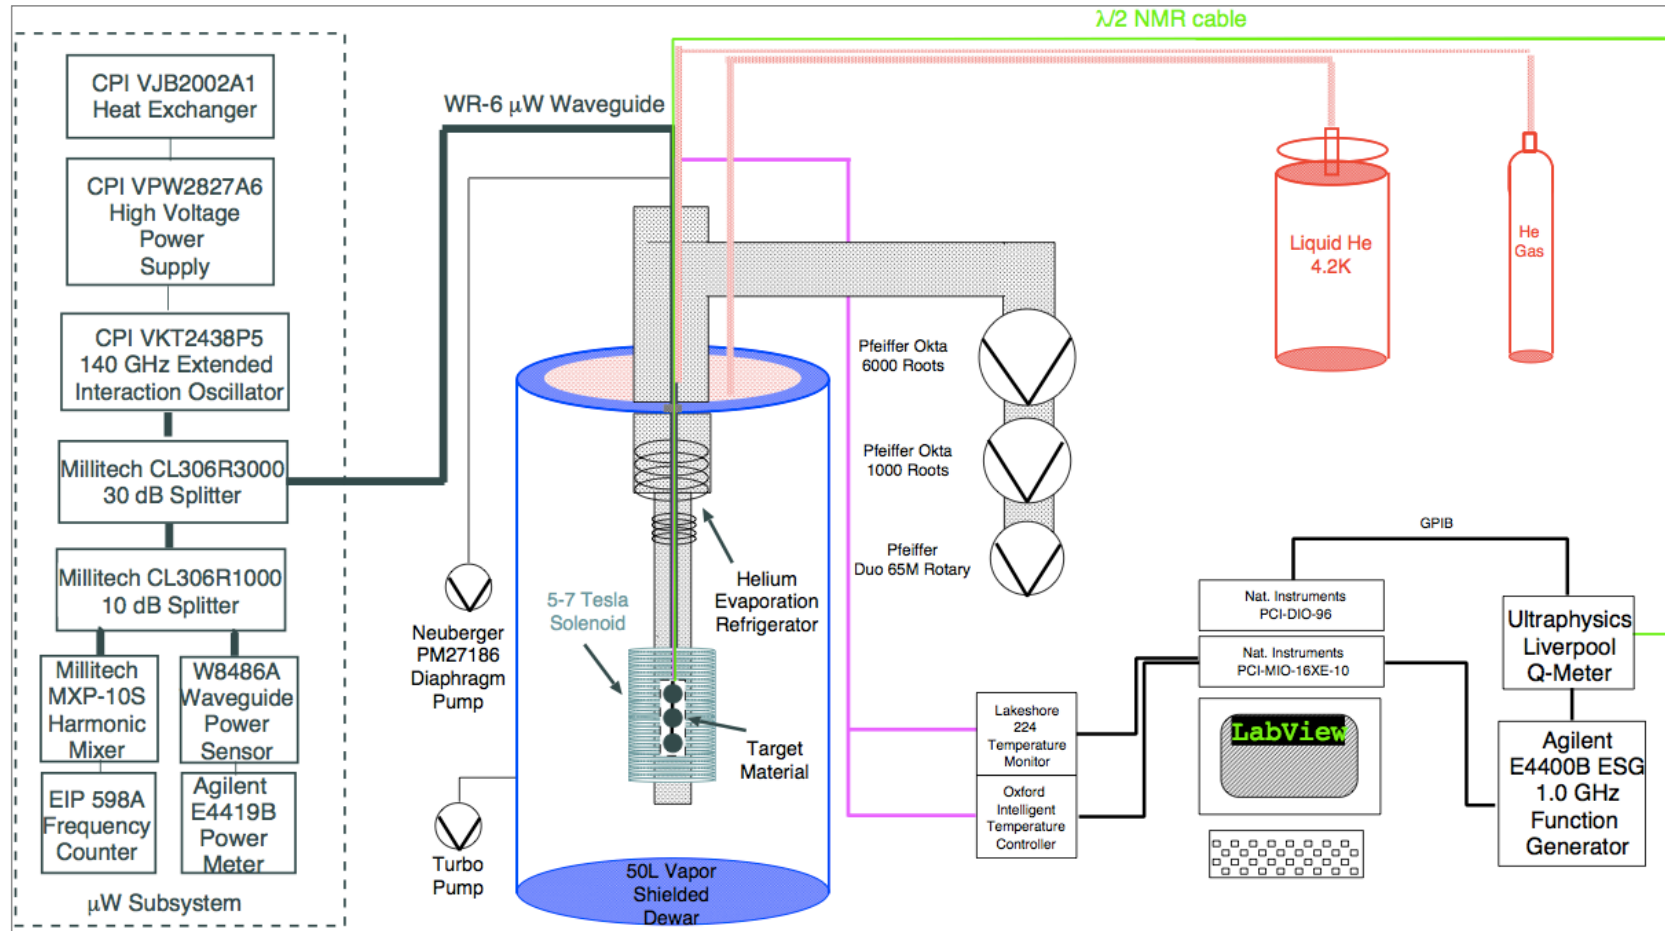 λ/2 NMR cable
CPI VJB2002A1
Heat Exchanger
CPI VPW2827A6
High Voltage
Power
Supply
CPI VKT2438P5
140 GHz Extended
Interaction Oscillator
Millitech CL306R3000
30 dB Splitter
Millitech CL306R1000
10 dB Splitter
Millitech
MXP-10S
Harmonic
Mixer
W8486A
Waveguide
Power
Sensor
EIP 598A
Frequency
Counter
Agilent
E4419B
Power
Meter
μW Subsystem
WR-6 μW Waveguide
Neuberger
PM27186
Diaphragm
Pump
Turbo
Pump
5-7 Tesla
Solenoid
Helium
Evaporation
Refrigerator
Target
Material
50L Vapor
Shielded
Dewar
Pfeiffer Okta
6000 Roots
Pfeiffer Okta
1000 Roots
Pfeiffer
Duo 65M Rotary
Liquid He
4.2K
He
Gas
GPIB
Nat. Instruments
PCI-DIO-96
Nat. Instruments
PCI-MIO-16XE-10
LabView
Lakeshore
224
Temperature
Monitor
Oxford
Intelligent
Temperature
Controller
Ultraphysics
Liverpool
Q-Meter
Agilent
E4400B ESG
1.0 GHz
Function
Generator